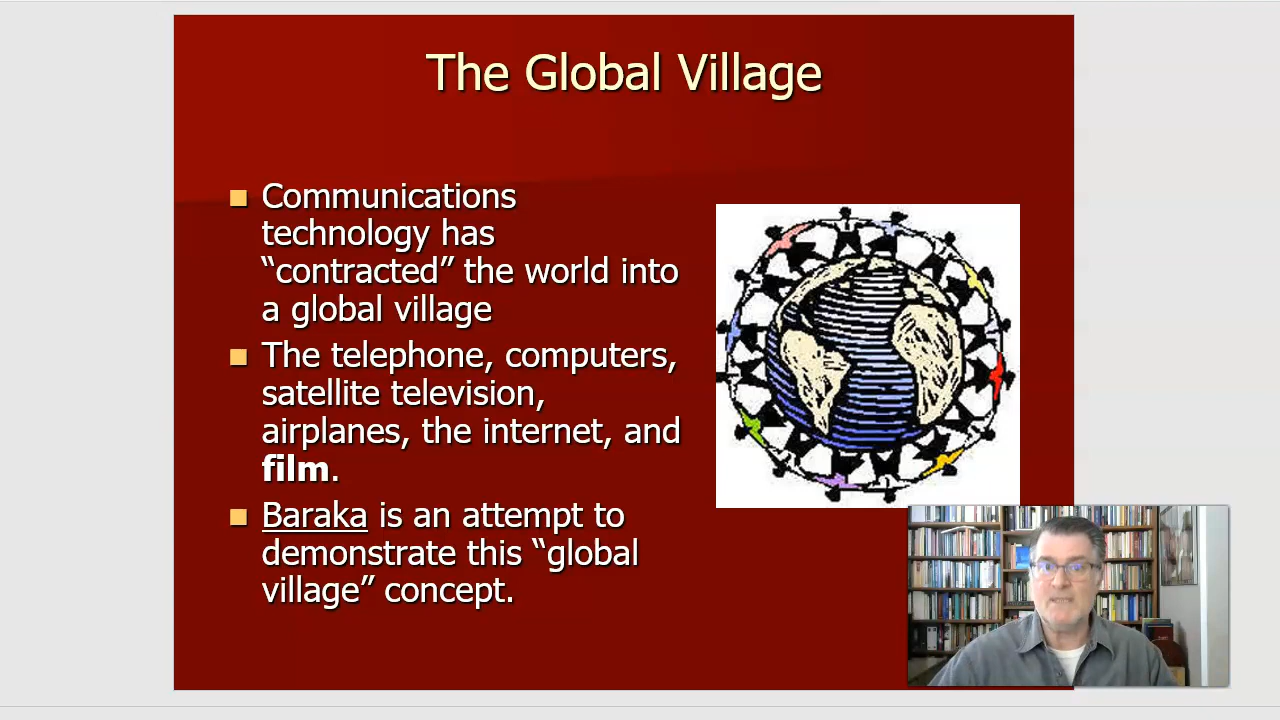 The Global Village
Communications
technology has
“contracted” the world into
a global village
The telephone, computers,
satellite television,
airplanes, the internet, and
film.
Baraka is an attempt to
demonstrate this “global
village” concept.